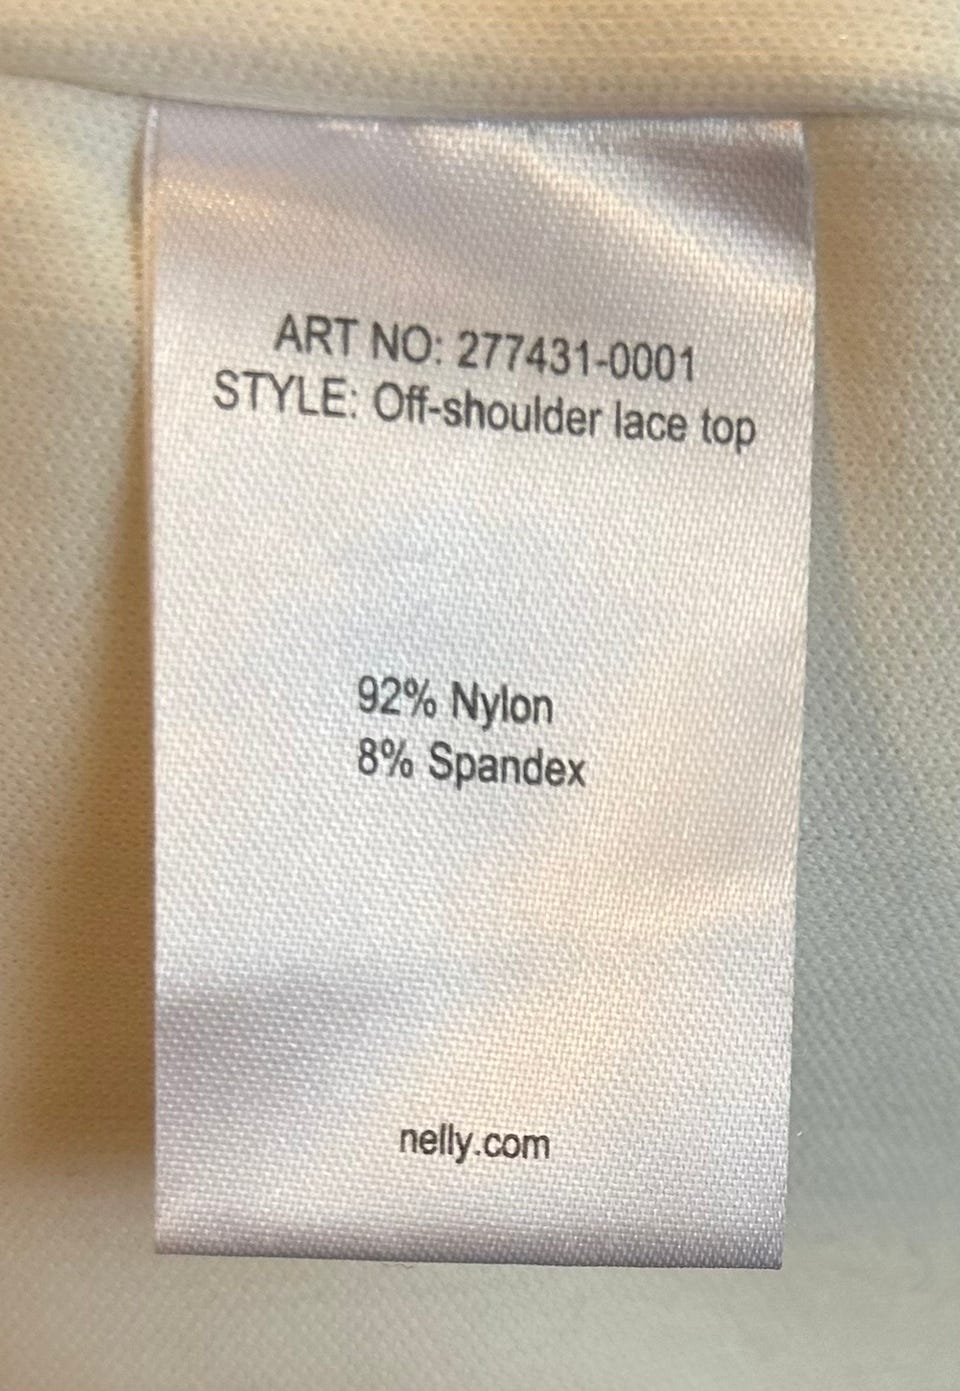 ART NO: 277431-0001
STYLE: Off-shoulder lace top
92% Nylon
8% Spandex
nelly.com